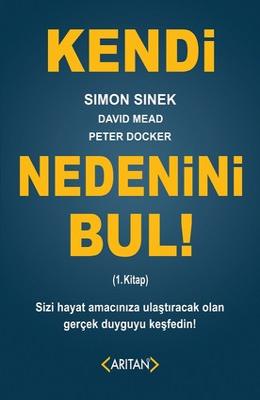 KENDi
SIMON SINEK
DAVID MEAD
PETER DOCKER
NEDENiNi
BUL!
(1.Kitap)
Sizi hayat amacınıza ulaştıracak olan
gerçek duyguyu keşfedin!
<ARITAN>